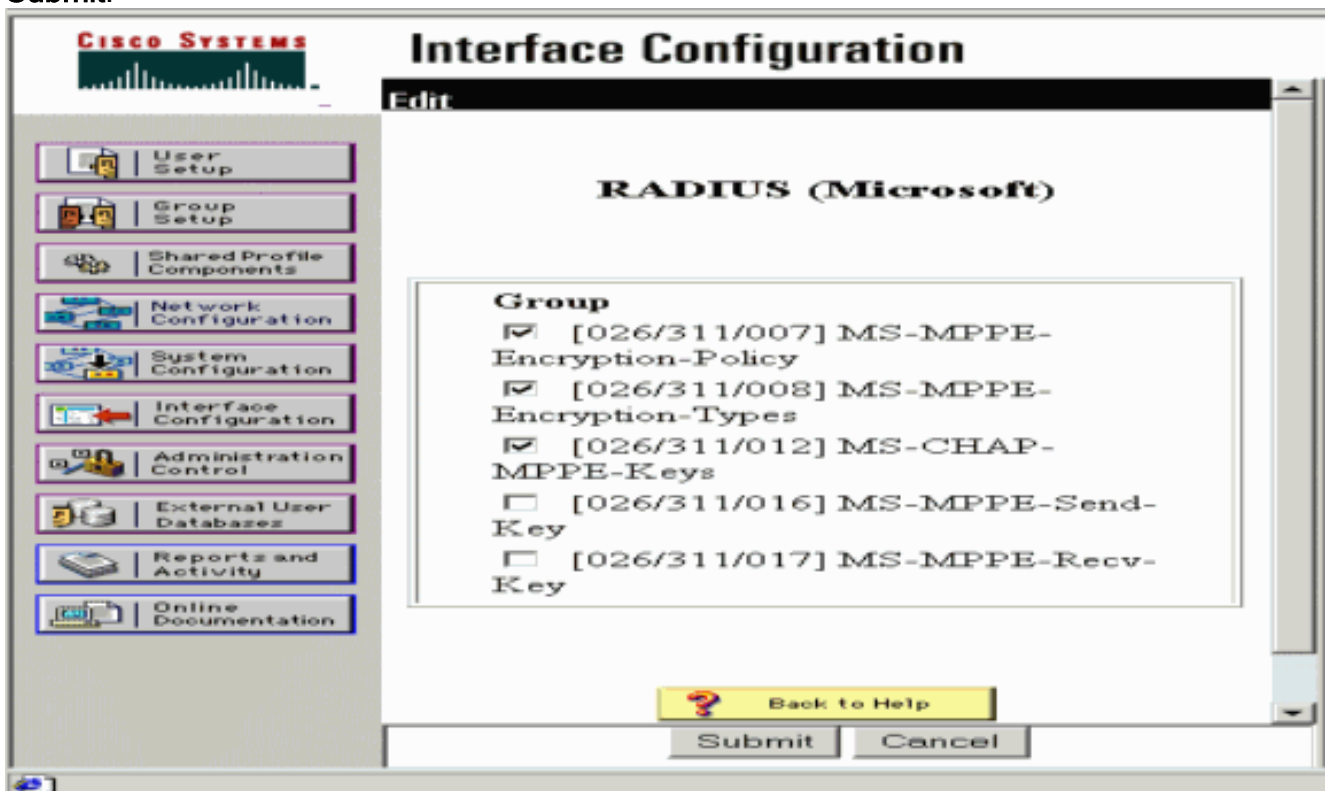 Submit.
CISCO SYSTEMS
Interface Configuration
Edit
User
Setup
Group
Setup
Shared Profile
Components
Network
Configuration
System
Configuration
Interface
Configuration
Administration
Control
External User
Databases
Reports and
Activity
Online
Documentation
RADIUS (Microsoft)
Group
[026/311/007] MS-MPPE-
Encryption-Policy
[026/311/008] MS-MPPE-
Encryption-Types
[026/311/012] MS-CHAP-
MPPE-Keys
[026/311/016] MS-MPPE-Send-
Key
[026/311/017] MS-MPPE-Recv-
Key
? Back to Help
Submit
Cancel